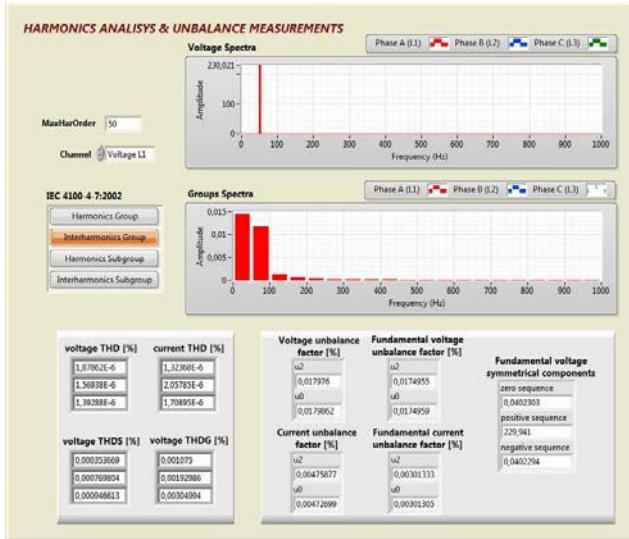 HARMONICS ANALISYS & UNBALANCE MEASUREMENTS
Voltage Spectra
Phase A (L1) Phase B (L2) Phase C (L3)
230,021
100
0
Amplitude
0 100 200 300 400 500 600 700 800 900 1000
Frequency (Hz)
MaxHarOrder 50
Channel Voltage L1
IEC 4100-4-7:2002
Harmonics Group
Interharmonics Group
Harmonics Subgroup
Interharmonics Subgroup
Groups Spectra
Phase A (L1) Phase B (L2) Phase C (L3)
0,015
0,01
0,005
0
Amplitude
0 100 200 300 400 500 600 700 800 900 1000
Frequency (Hz)
voltage THD [%] current THD [%]
1,87862E-6 1,32368E-6
1,56938E-6 2,05785E-6
1,39288E-6 1,70895E-6
voltage THDS [%] voltage THDG [%]
0,000353669 0,001075
0,000769804 0,00192986
0,000946613 0,00304994
Voltage unbalance factor [%]
u2
0,017976
u0
0,0179862
Fundamental voltage unbalance factor [%]
u2
0,0174955
u0
0,0174959
Current unbalance factor [%]
u2
0,00475877
u0
0,00472699
Fundamental current unbalance factor [%]
u2
0,00301333
u0
0,00301305
Fundamental voltage symmetrical components
zero sequence
0,0402303
positive sequence
229,941
negative sequence
0,0402294